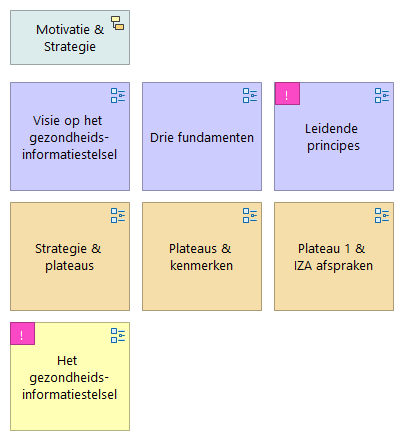 Motivatie &
Strategie
Visie op het
gezondheids-
informatiestelsel
Drie fundamenten
!
Leidende
principes
Strategie &
plateaus
Plateaus &
kenmerken
Plateau 1 &
IZA afspraken
!
Het
gezondheids-
informatiestelsel